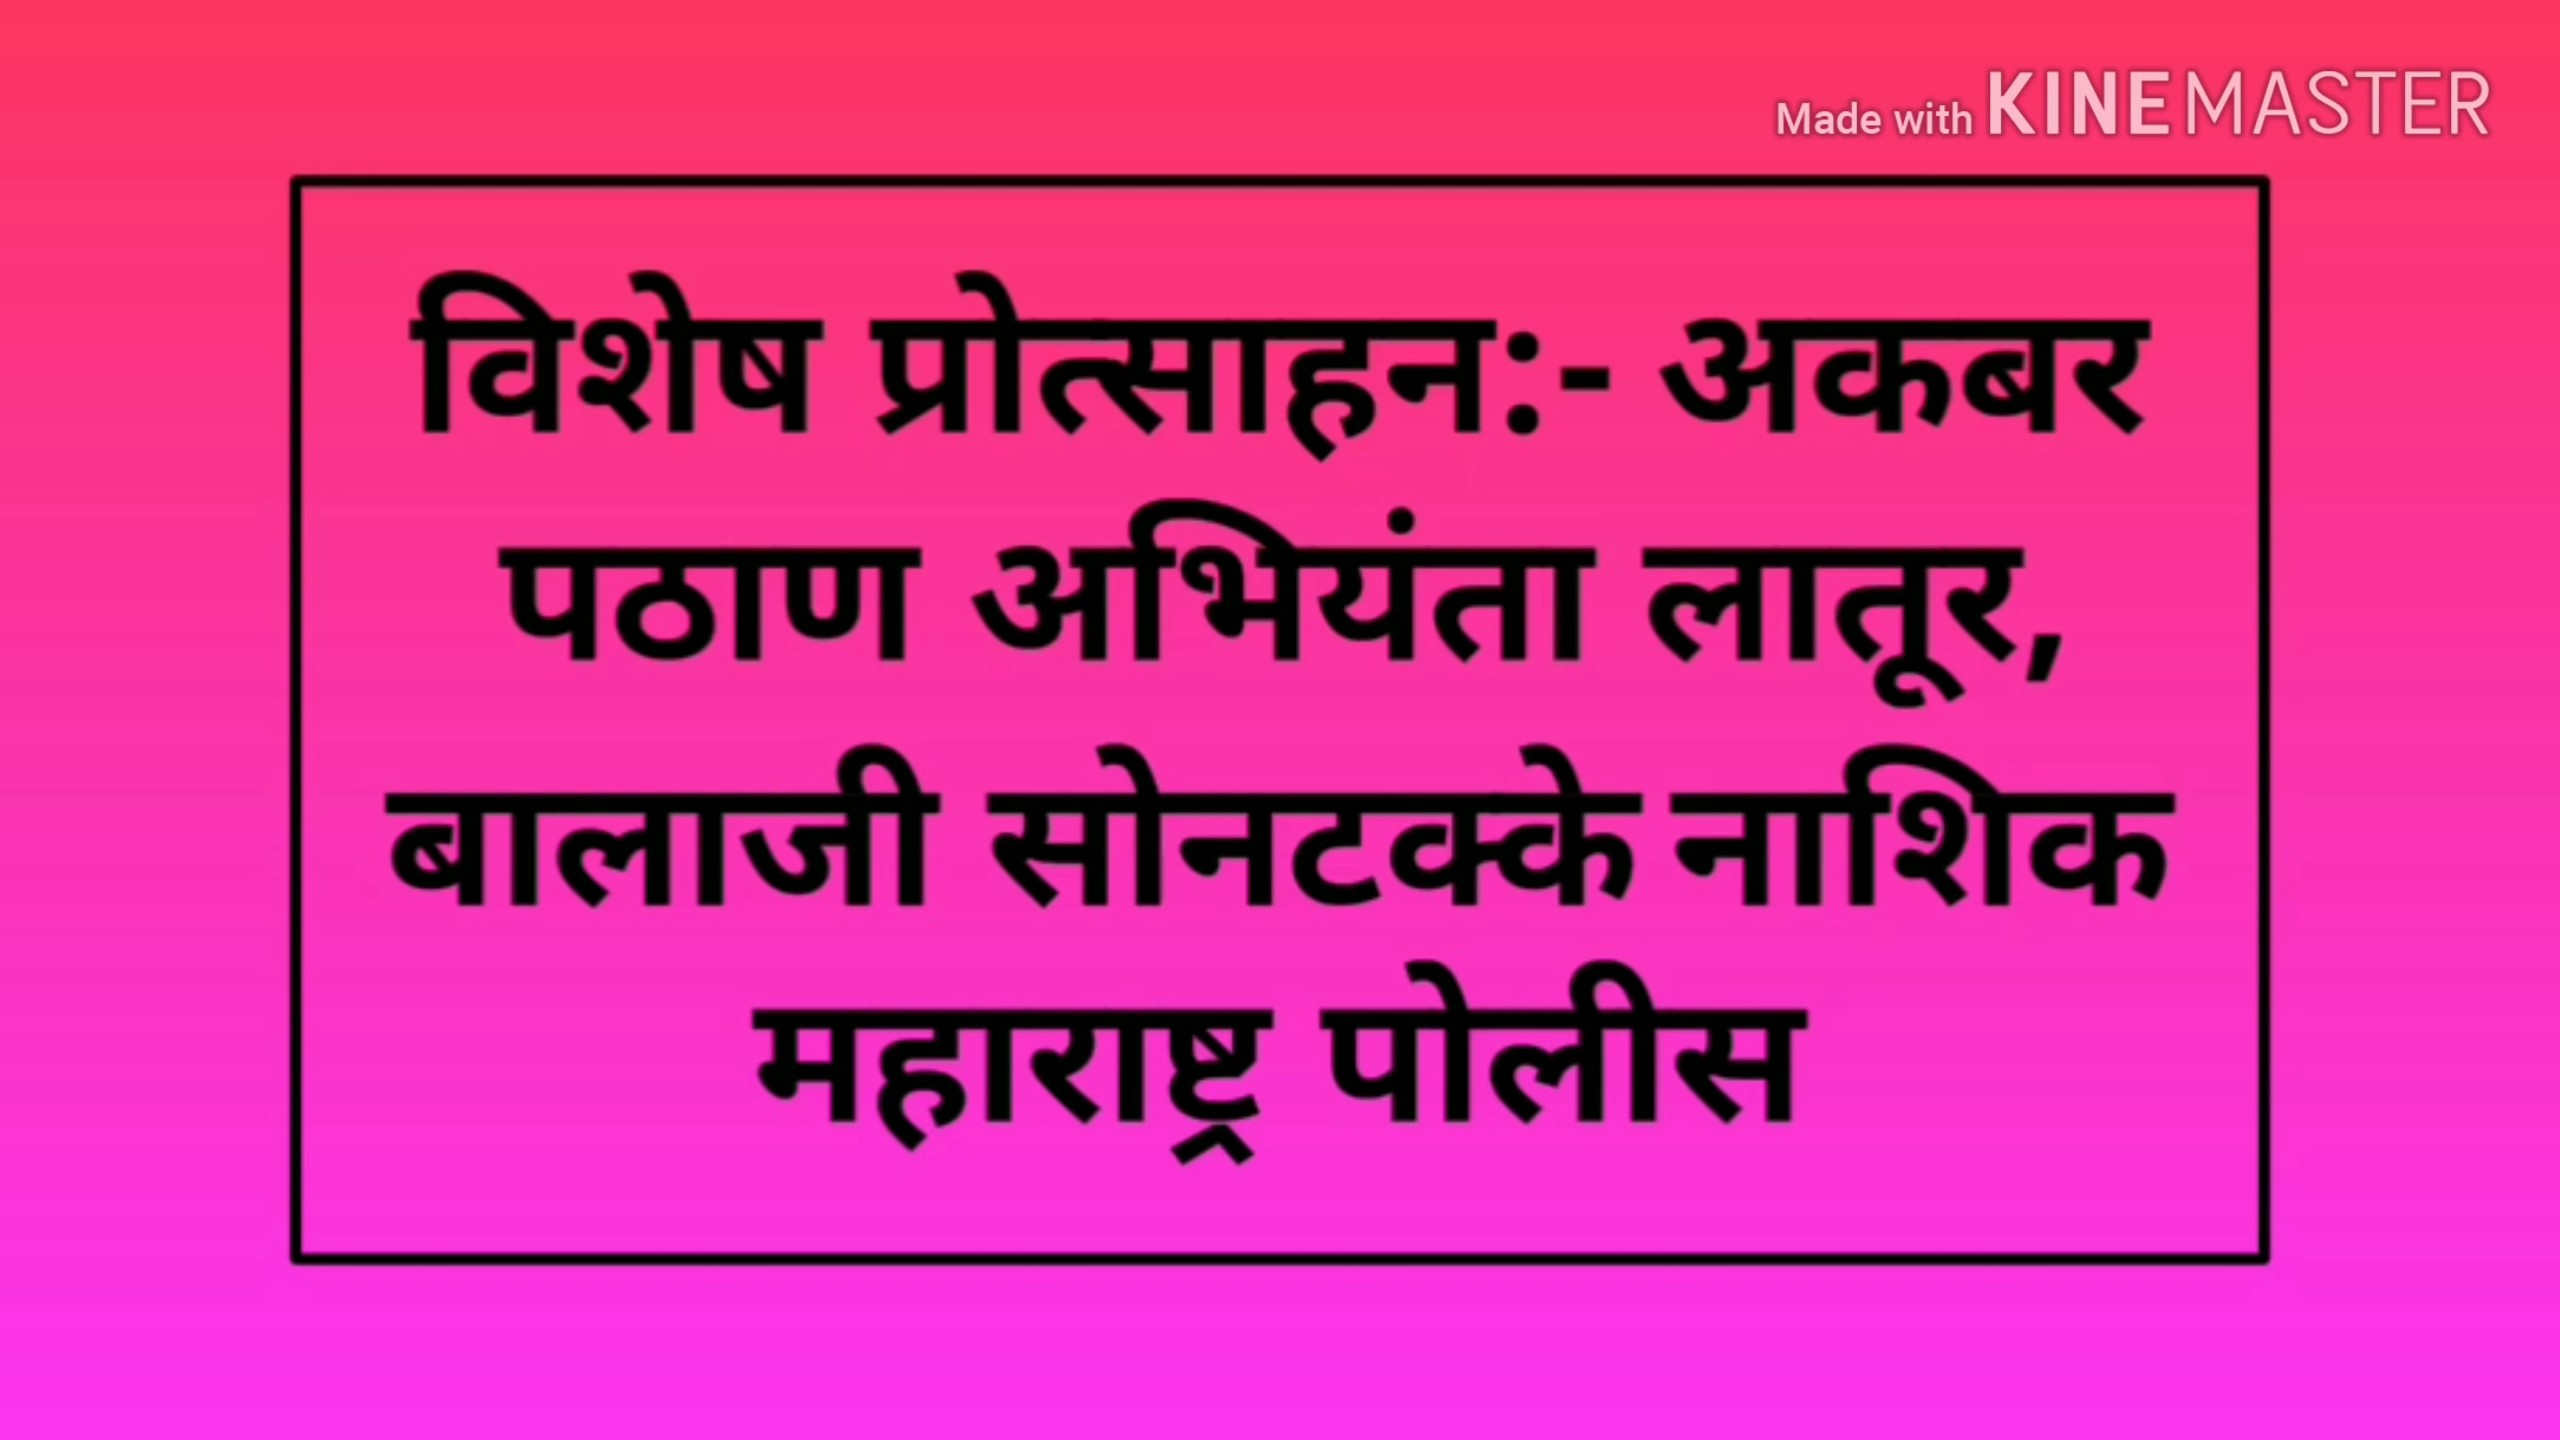 Made with KINEMASTER
विशेष प्रोत्साहन:- अकबर
पठाण अभियंता लातूर,
बालाजी सोनटक्के नाशिक
महाराष्ट्र पोलीस